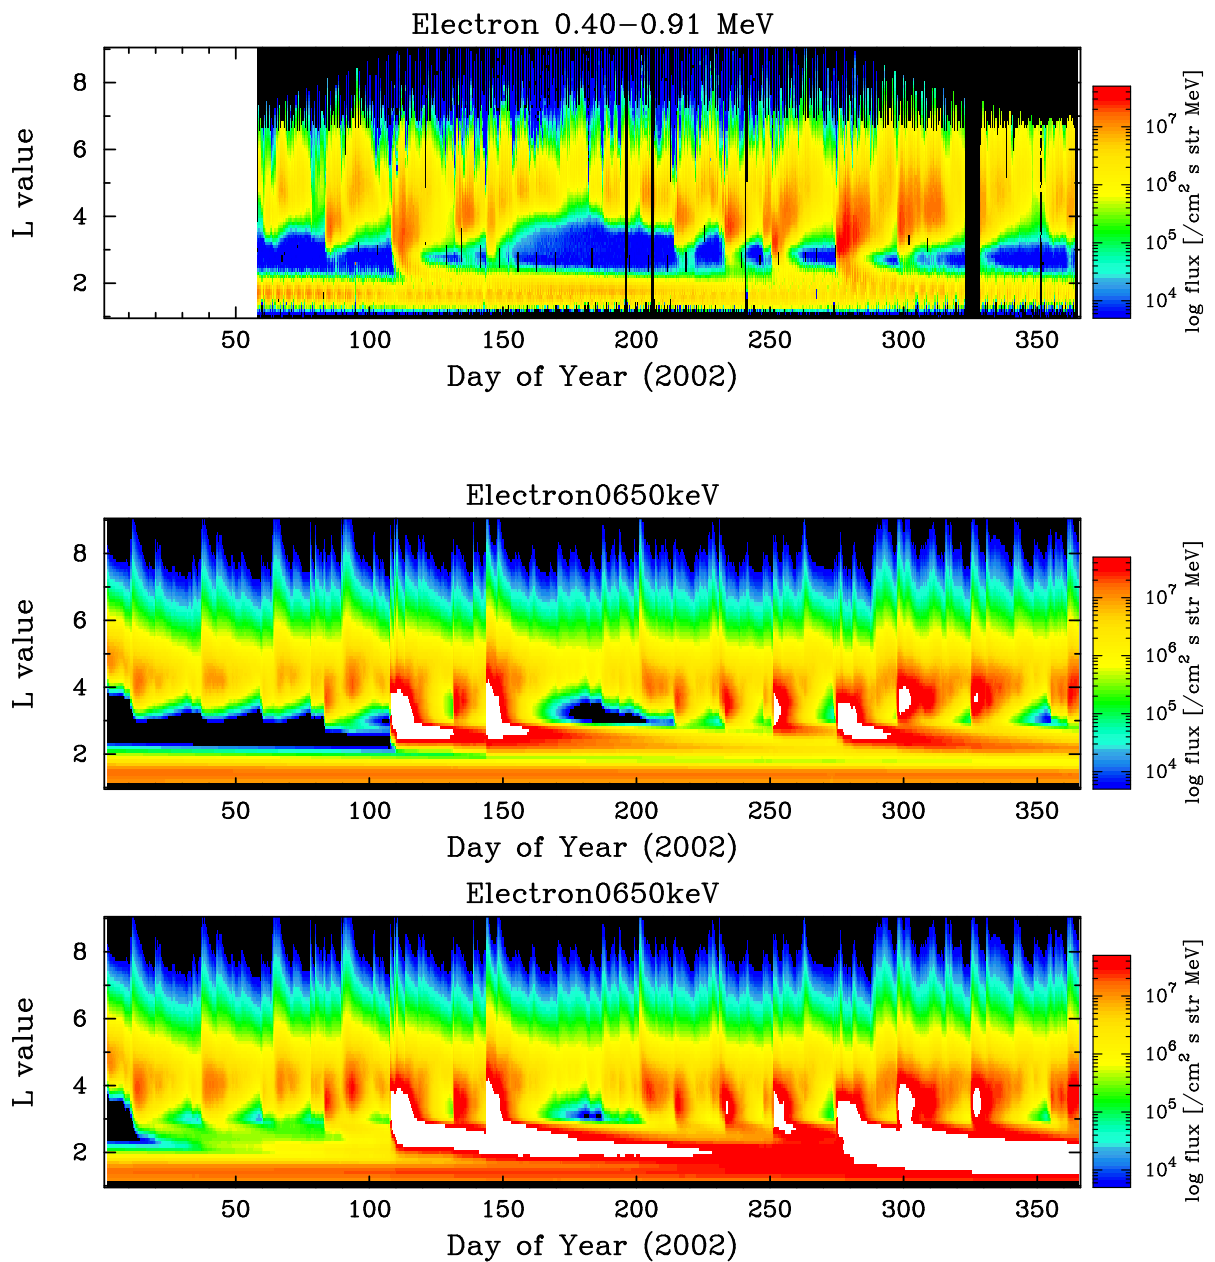 Electron 0.40−0.91 MeV
L value
8
6
4
2
50 100 150 200 250 300 350
Day of Year (2002)
10⁷
10⁶
10⁵
10⁴
log flux [/cm² s str MeV]
Electron0650keV
L value
8
6
4
2
50 100 150 200 250 300 350
Day of Year (2002)
10⁷
10⁶
10⁵
10⁴
log flux [/cm² s str MeV]
Electron0650keV
L value
8
6
4
2
50 100 150 200 250 300 350
Day of Year (2002)
10⁷
10⁶
10⁵
10⁴
log flux [/cm² s str MeV]